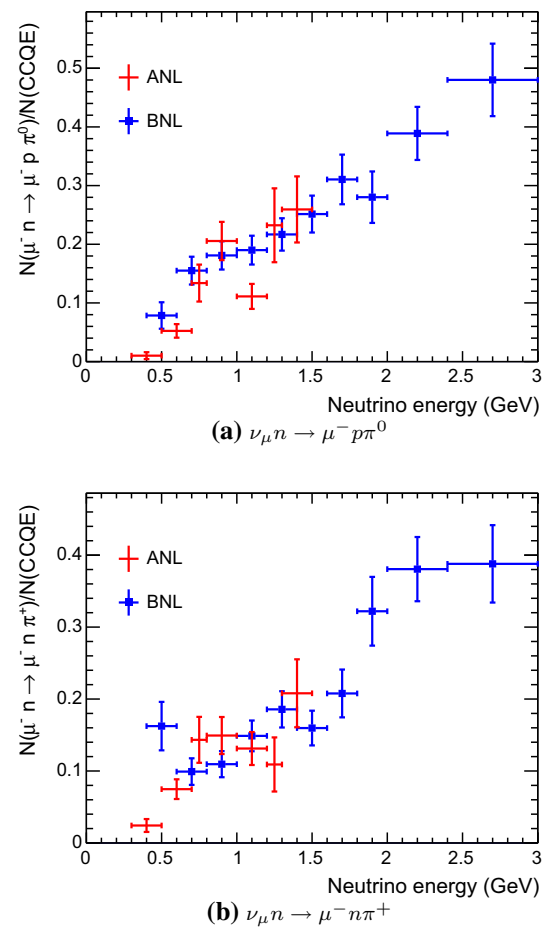 N(μ⁻ n → μ⁻ p π⁰)/N(CCQE)
0.5
0.4
0.3
0.2
0.1
0
ANL
BNL
0 0.5 1 1.5 2 2.5 3
Neutrino energy (GeV)
(a) νμn → μ⁻pπ⁰
N(μ⁻ n → μ⁻ n π⁺)/N(CCQE)
0.4
0.3
0.2
0.1
0
ANL
BNL
0 0.5 1 1.5 2 2.5 3
Neutrino energy (GeV)
(b) νμn → μ⁻nπ⁺